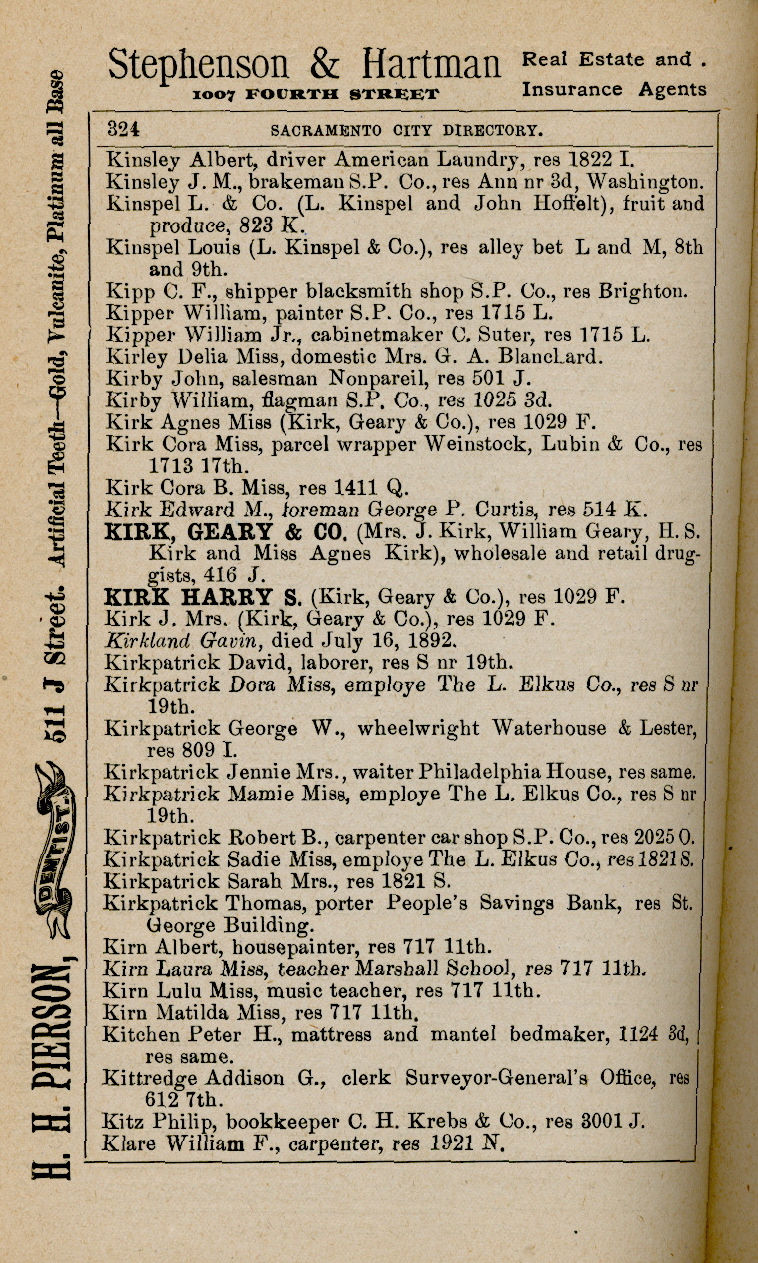 Stephenson & Hartman Real Estate and .
1007 FOURTH STREET Insurance Agents
324 SACRAMENTO CITY DIRECTORY.
Kinsley Albert, driver American Laundry, res 1822 I.
Kinsley J. M., brakeman S.P. Co., res Ann nr 3d, Washington.
Kinspel L. & Co. (L. Kinspel and John Hoffelt), fruit and
produce, 823 K.
Kinspel Louis (L. Kinspel & Co.), res alley bet L and M, 8th
and 9th.
Kipp C. F., shipper blacksmith shop S.P. Co., res Brighton.
Kipper William, painter S.P. Co., res 1715 L.
Kipper William Jr., cabinetmaker C. Suter, res 1715 L.
Kirley Delia Miss, domestic Mrs. G. A. Blanchard.
Kirby John, salesman Nonpareil, res 501 J.
Kirby William, flagman S.P. Co., res 1025 3d.
Kirk Agnes Miss (Kirk, Geary & Co.), res 1029 F.
Kirk Cora Miss, parcel wrapper Weinstock, Lubin & Co., res
1713 17th.
Kirk Cora B. Miss, res 1411 Q.
Kirk Edward M., foreman George P. Curtis, res 514 K.
KIRK, GEARY & CO. (Mrs. J. Kirk, William Geary, H. S.
Kirk and Miss Agnes Kirk), wholesale and retail drug-
gists, 416 J.
KIRK HARRY S. (Kirk, Geary & Co.), res 1029 F.
Kirk J. Mrs. (Kirk, Geary & Co.), res 1029 F.
Kirkland Gavin, died July 16, 1892.
Kirkpatrick David, laborer, res S nr 19th.
Kirkpatrick Dora Miss, employe The L. Elkus Co., res S nr
19th.
Kirkpatrick George W., wheelwright Waterhouse & Lester,
res 809 I.
Kirkpatrick Jennie Mrs., waiter Philadelphia House, res same.
Kirkpatrick Mamie Miss, employe The L. Elkus Co., res S nr
19th.
Kirkpatrick Robert B., carpenter car shop S.P. Co., res 2025 O.
Kirkpatrick Sadie Miss, employe The L. Elkus Co., res 1821 S.
Kirkpatrick Sarah Mrs., res 1821 S.
Kirkpatrick Thomas, porter People's Savings Bank, res St.
George Building.
Kirn Albert, housepainter, res 717 11th.
Kirn Laura Miss, teacher Marshall School, res 717 11th.
Kirn Lulu Miss, music teacher, res 717 11th.
Kirn Matilda Miss, res 717 11th.
Kitchen Peter H., mattress and mantel bedmaker, 1124 3d,
res same.
Kittredge Addison G., clerk Surveyor-General's Office, res
612 7th.
Kitz Philip, bookkeeper C. H. Krebs & Co., res 3001 J.
Klare William F., carpenter, res 1921 N.
H. H. PIERSON, DENTIST. 511 J Street. Artificial Teeth—Gold, Vulcanite, Platinum all Base